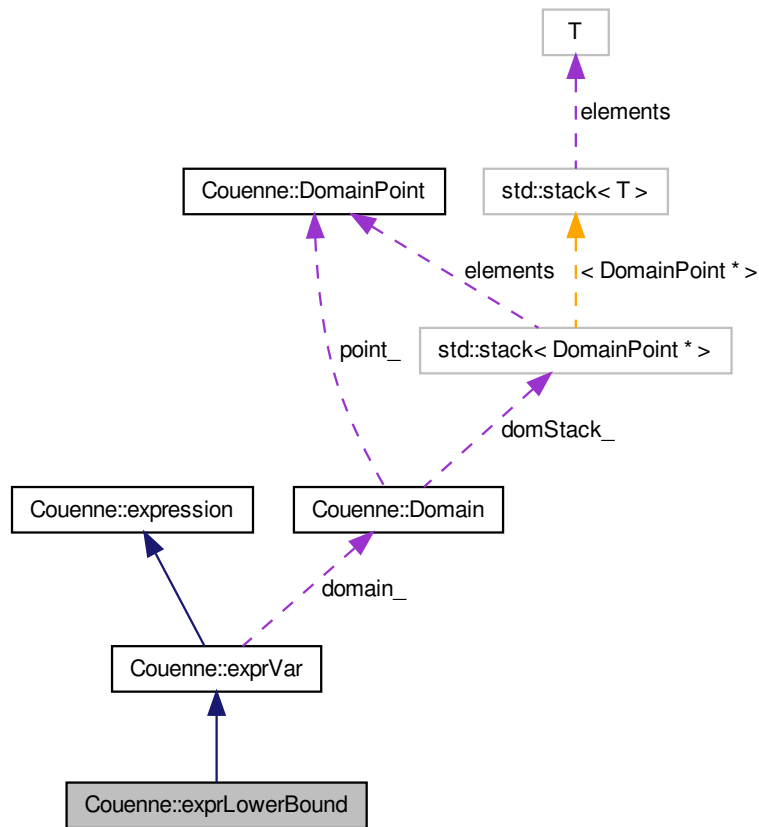 T
elements
Couenne::DomainPoint
std::stack< T >
elements
< DomainPoint * >
point_
std::stack< DomainPoint * >
domStack_
Couenne::expression
Couenne::Domain
domain_
Couenne::exprVar
Couenne::exprLowerBound